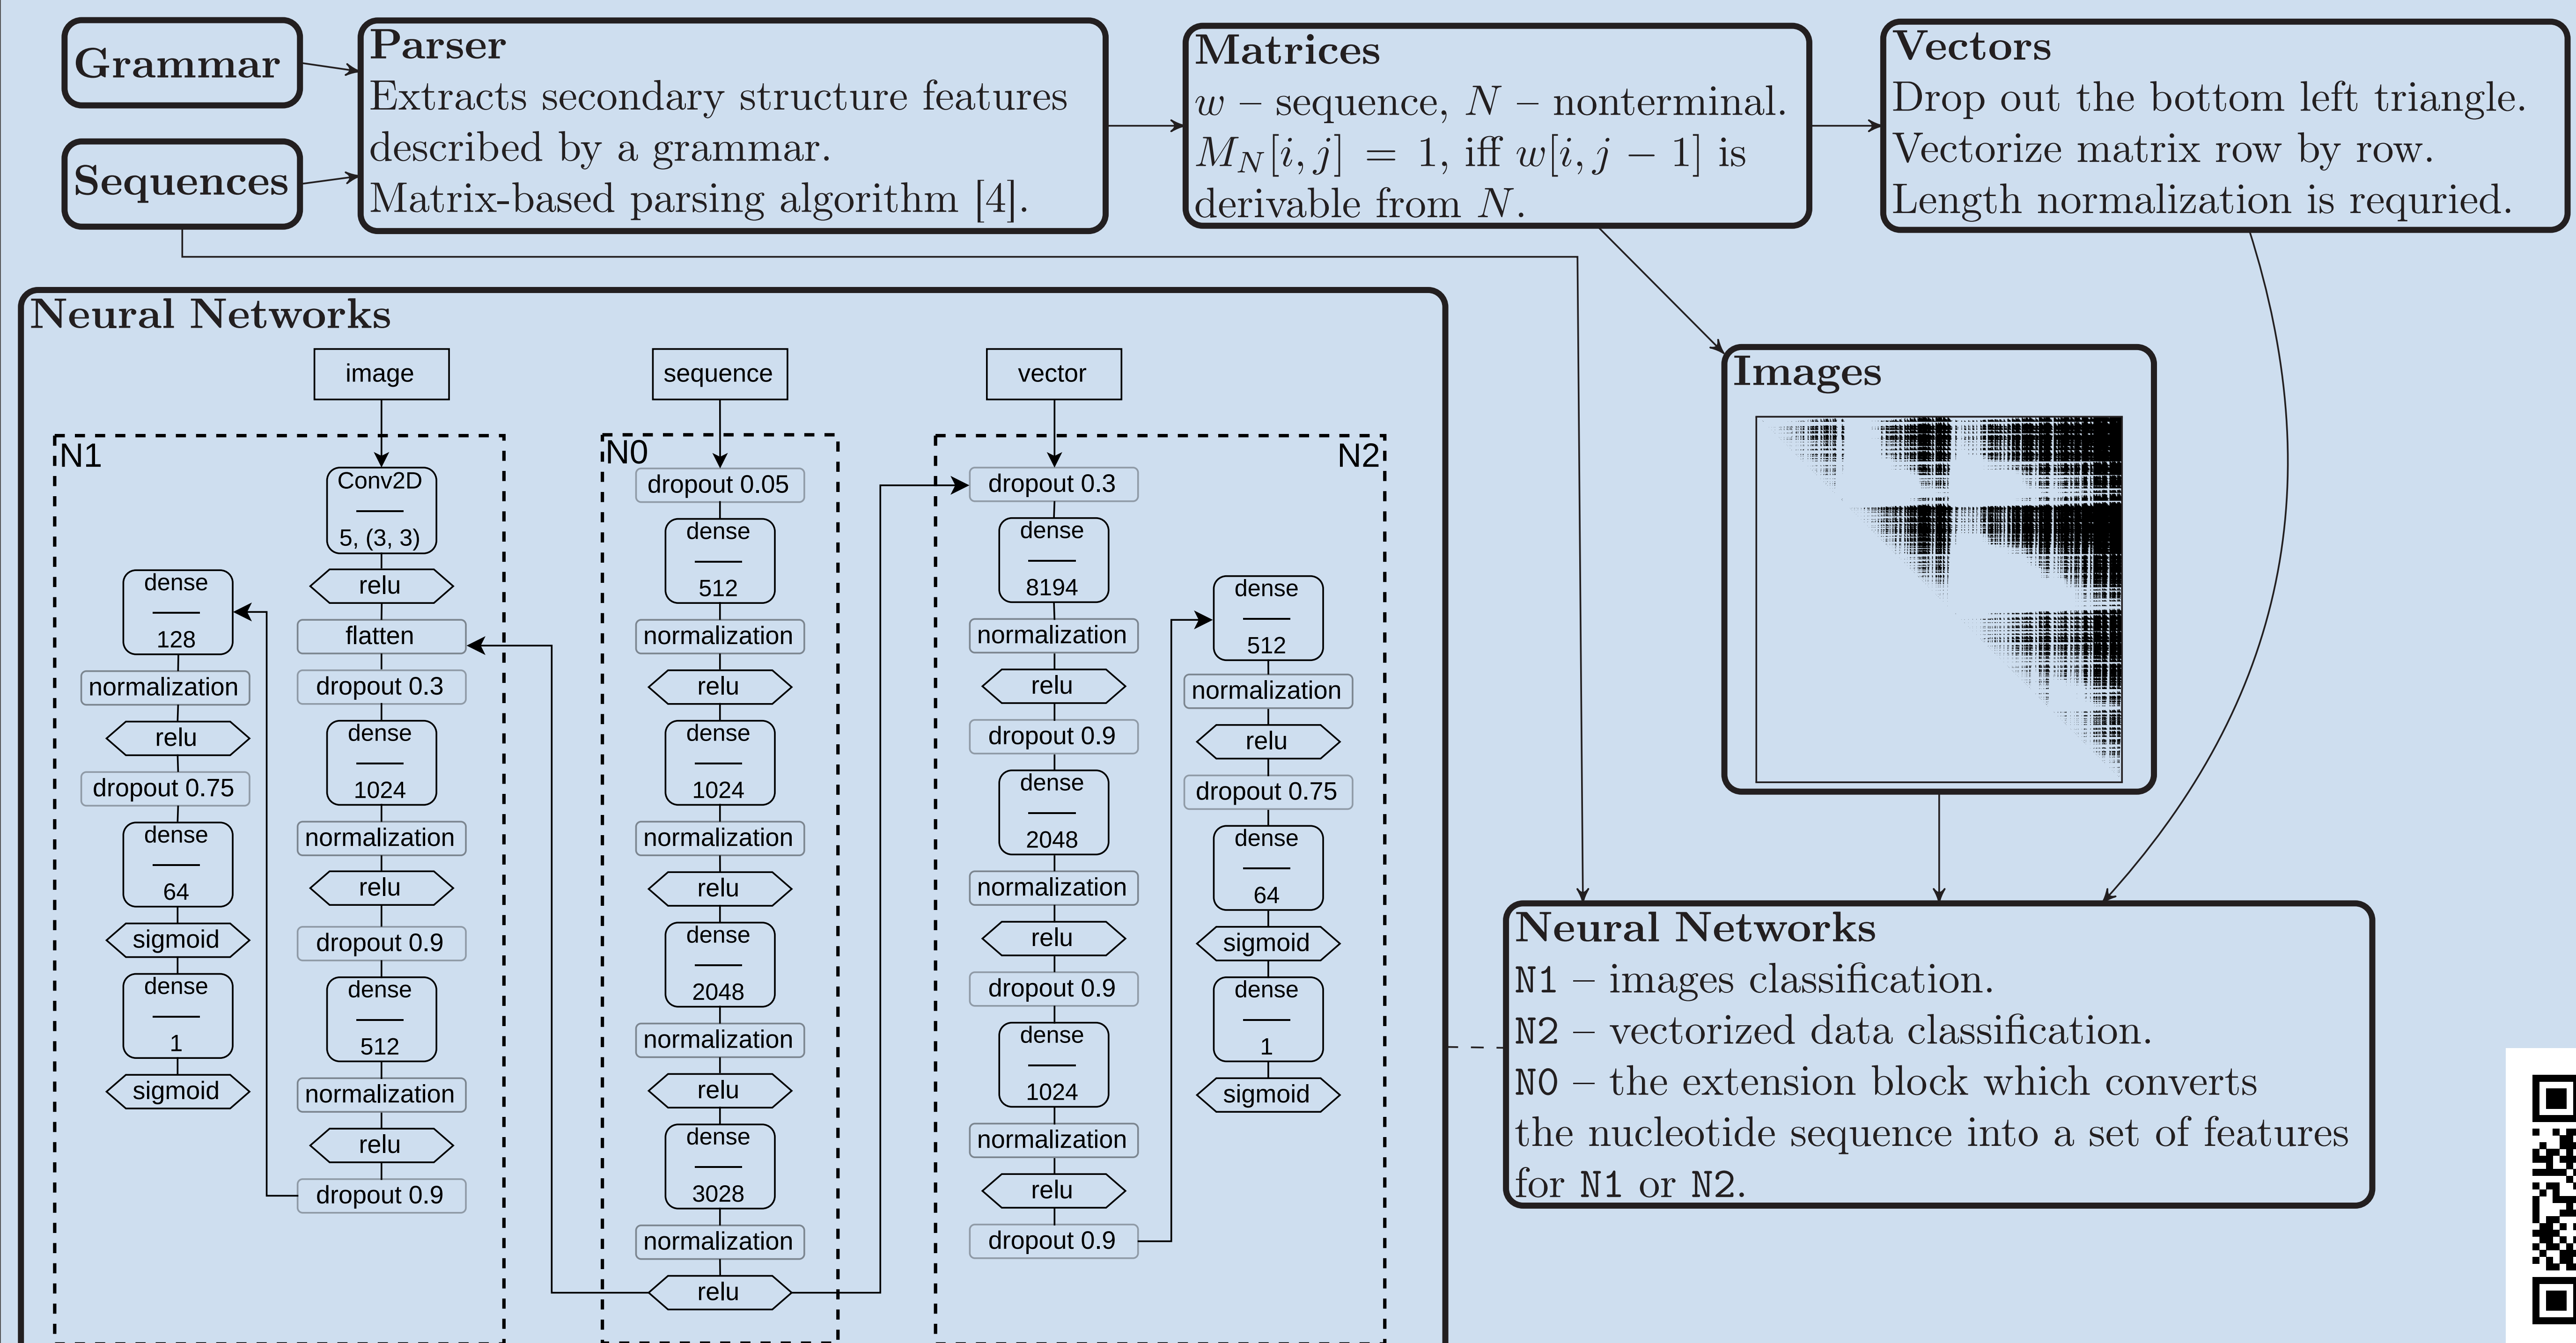 Grammar
Sequences
Parser
Extracts secondary structure features
described by a grammar.
Matrix-based parsing algorithm [4].
Matrices
w – sequence, N – nonterminal.
M_N[i, j] = 1, iff w[i, j − 1] is
derivable from N.
Vectors
Drop out the bottom left triangle.
Vectorize matrix row by row.
Length normalization is requried.
Neural Networks
image
N1
Conv2D
5, (3, 3)
relu
flatten
dropout 0.3
dense
1024
normalization
relu
dropout 0.9
dense
512
normalization
relu
dropout 0.9
dense
128
normalization
relu
dropout 0.75
dense
64
sigmoid
dense
1
sigmoid
sequence
N0
dropout 0.05
dense
512
normalization
relu
dense
1024
normalization
relu
dense
2048
normalization
relu
dense
3028
normalization
relu
vector
N2
dropout 0.3
dense
8194
normalization
relu
dropout 0.9
dense
2048
normalization
relu
dropout 0.9
dense
1024
normalization
relu
dropout 0.9
dense
512
normalization
relu
dropout 0.75
dense
64
sigmoid
dense
1
sigmoid
Images
Neural Networks
N1 – images classification.
N2 – vectorized data classification.
N0 – the extension block which converts
the nucleotide sequence into a set of features
for N1 or N2.